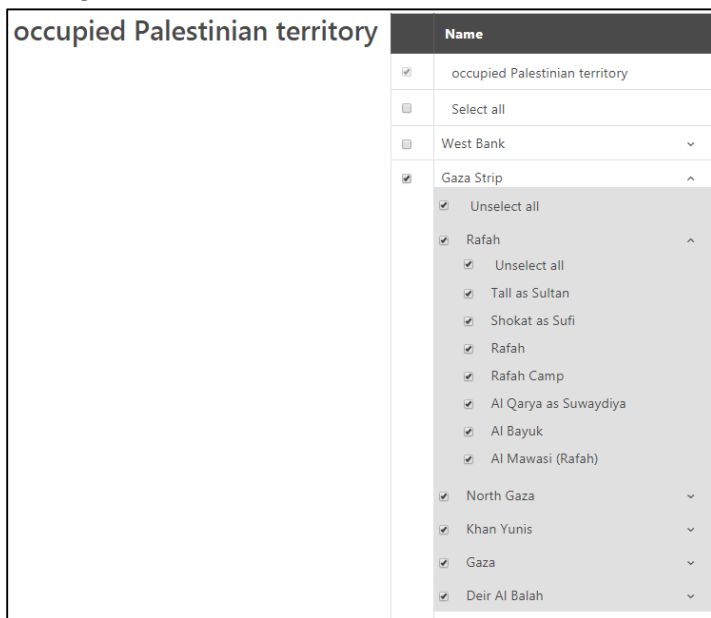 occupied Palestinian territory
Name
occupied Palestinian territory
Select all
West Bank
Gaza Strip
Unselect all
Rafah
Unselect all
Tall as Sultan
Shokat as Sufi
Rafah
Rafah Camp
Al Qarya as Suwaydiya
Al Bayuk
Al Mawasi (Rafah)
North Gaza
Khan Yunis
Gaza
Deir Al Balah